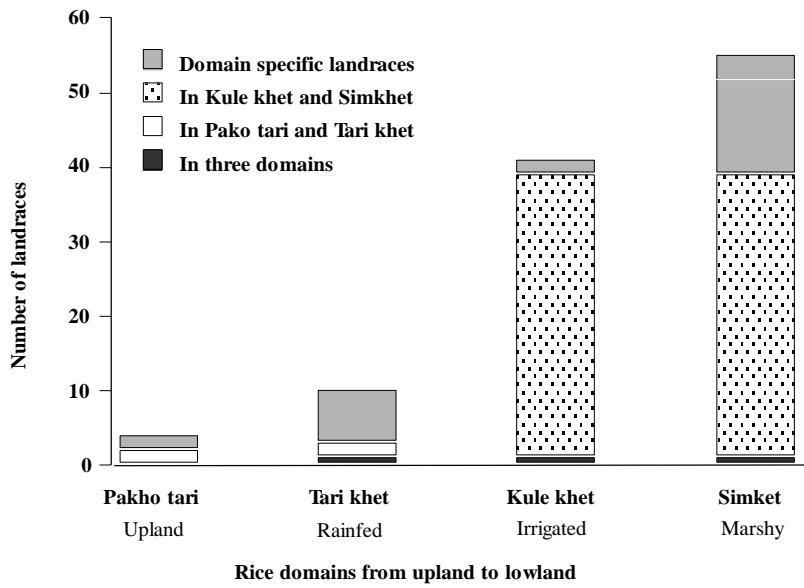 60
50
40
30
20
10
0
Number of landraces
Domain specific landraces
In Kule khet and Simkhet
In Pako tari and Tari khet
In three domains
Pakho tari Tari khet Kule khet Simket
Upland Rainfed Irrigated Marshy
Rice domains from upland to lowland